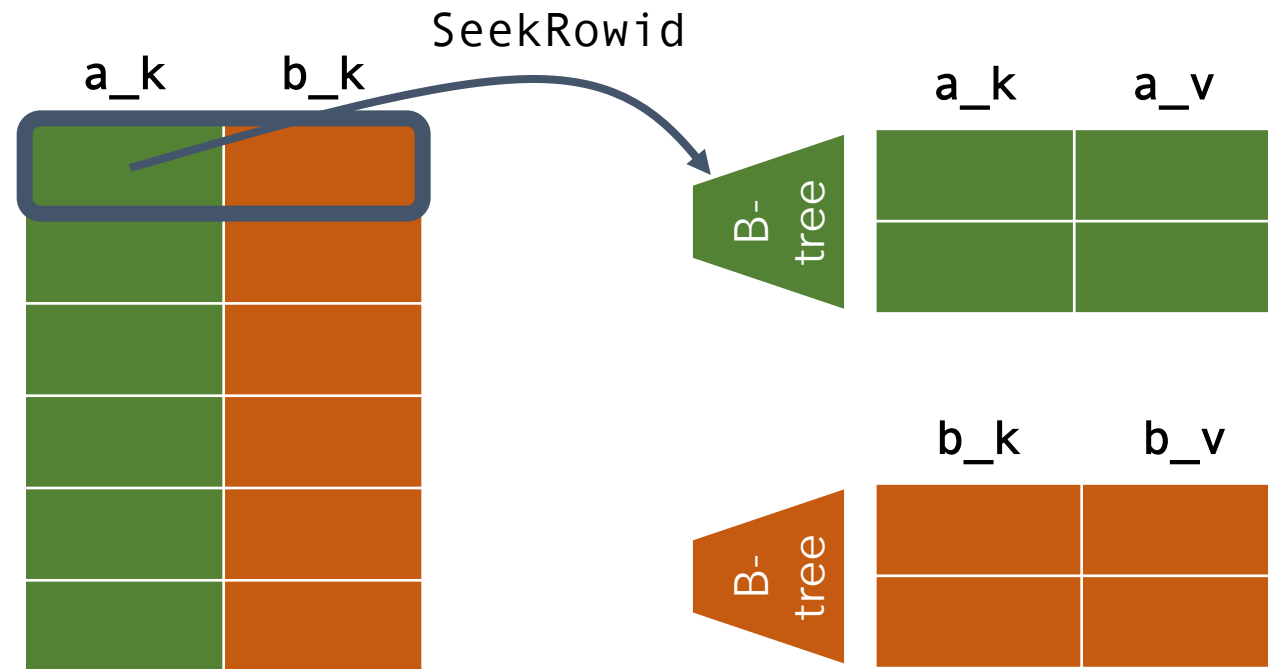 SeekRowid
a_k b_k
a_k a_v
B-
tree
b_k b_v
B-
tree